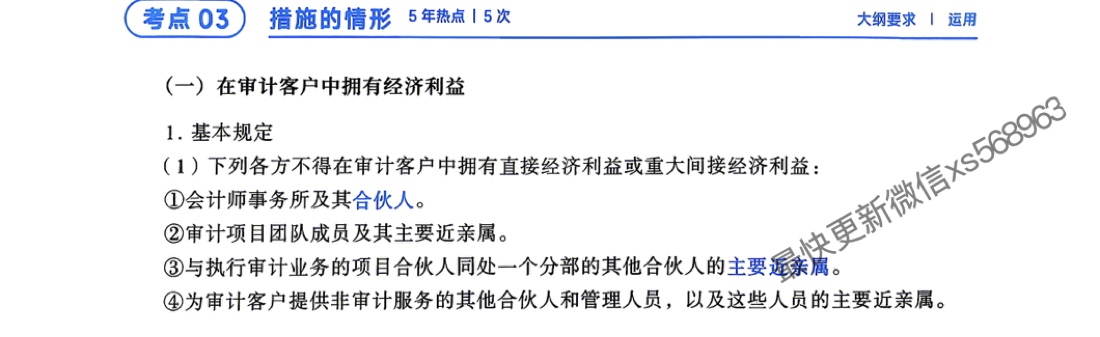 考点 03 措施的情形 5年热点 | 5次 大纲要求 | 运用
(一) 在审计客户中拥有经济利益
1. 基本规定
(1) 下列各方不得在审计客户中拥有直接经济利益或重大间接经济利益:
①会计师事务所及其合伙人。
②审计项目团队成员及其主要近亲属。
③与执行审计业务的项目合伙人同处一个分部的其他合伙人的主要近亲属。
④为审计客户提供非审计服务的其他合伙人和管理人员,以及这些人员的主要近亲属。
最快更新微信xs568963